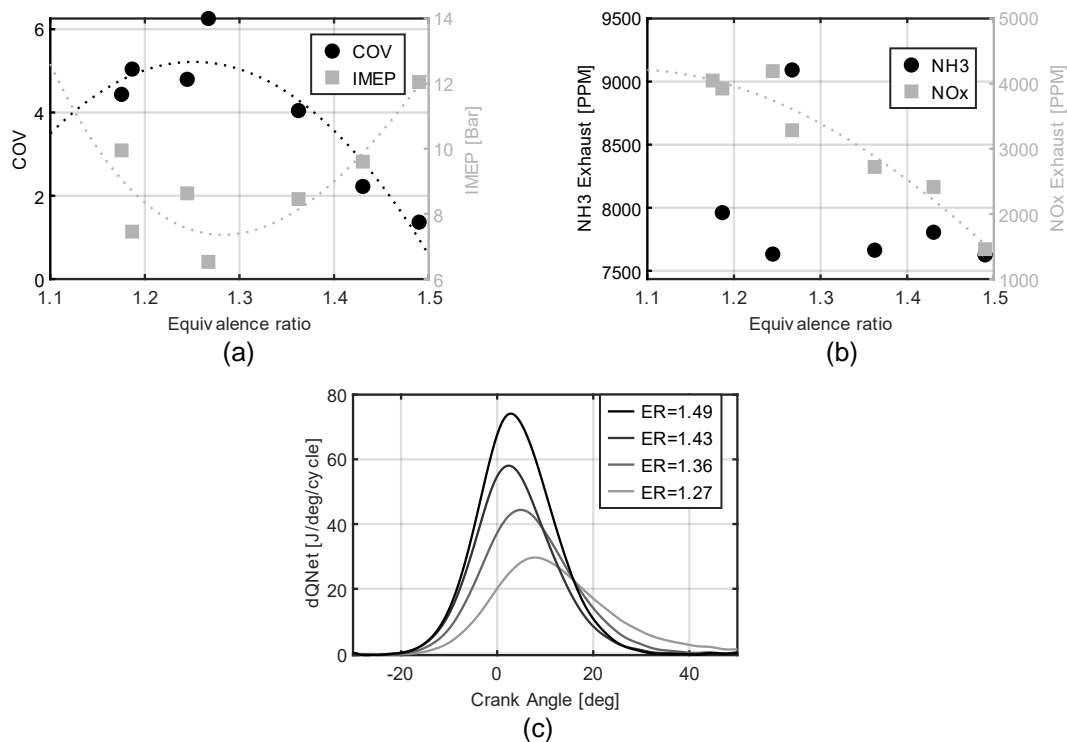 6
4
2
0
COV
14
12
10
8
6
IMEP [Bar]
COV
IMEP
1.1
1.2
1.3
1.4
1.5
Equivalence ratio
(a)
9500
9000
8500
8000
7500
NH3 Exhaust [PPM]
5000
4000
3000
2000
1000
NOx Exhaust [PPM]
NH3
NOx
1.1
1.2
1.3
1.4
1.5
Equivalence ratio
(b)
80
60
40
20
0
dQNet [J/deg/cycle]
ER=1.49
ER=1.43
ER=1.36
ER=1.27
-20
0
20
40
Crank Angle [deg]
(c)